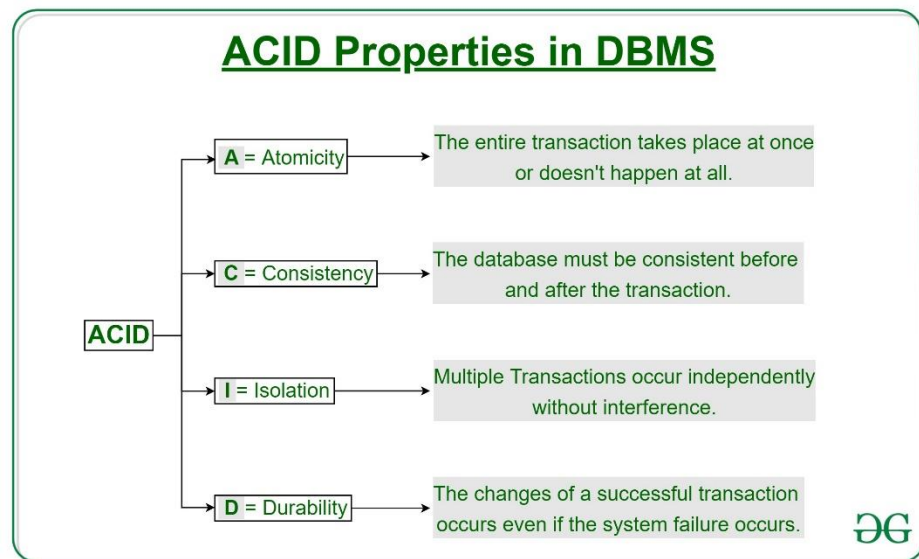 ACID Properties in DBMS
A = Atomicity
The entire transaction takes place at once
or doesn't happen at all.
C = Consistency
The database must be consistent before
and after the transaction.
ACID
I = Isolation
Multiple Transactions occur independently
without interference.
D = Durability
The changes of a successful transaction
occurs even if the system failure occurs.